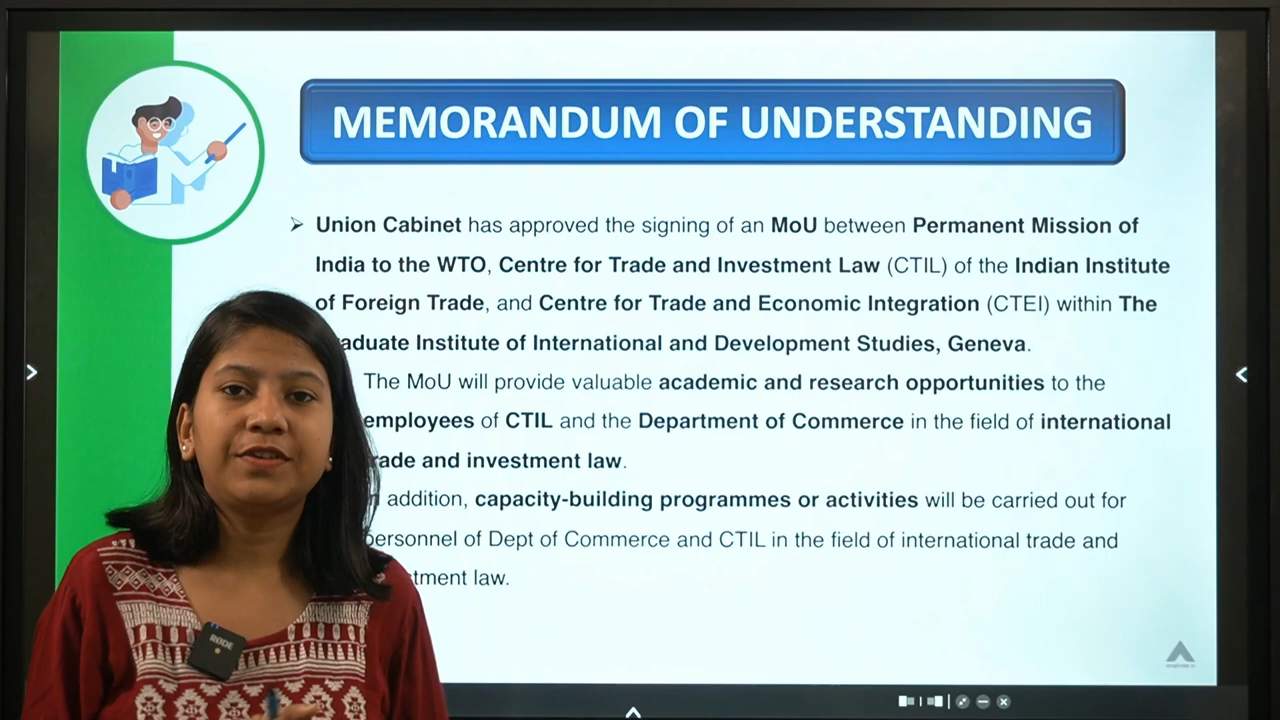 MEMORANDUM OF UNDERSTANDING
Union Cabinet has approved the signing of an MoU between Permanent Mission of
India to the WTO, Centre for Trade and Investment Law (CTIL) of the Indian Institute
of Foreign Trade, and Centre for Trade and Economic Integration (CTEI) within The
aduate Institute of International and Development Studies, Geneva.
The MoU will provide valuable academic and research opportunities to the
employees of CTIL and the Department of Commerce in the field of international
rade and investment law.
addition, capacity-building programmes or activities will be carried out for
personnel of Dept of Commerce and CTIL in the field of international trade and
tment law.
RØDE